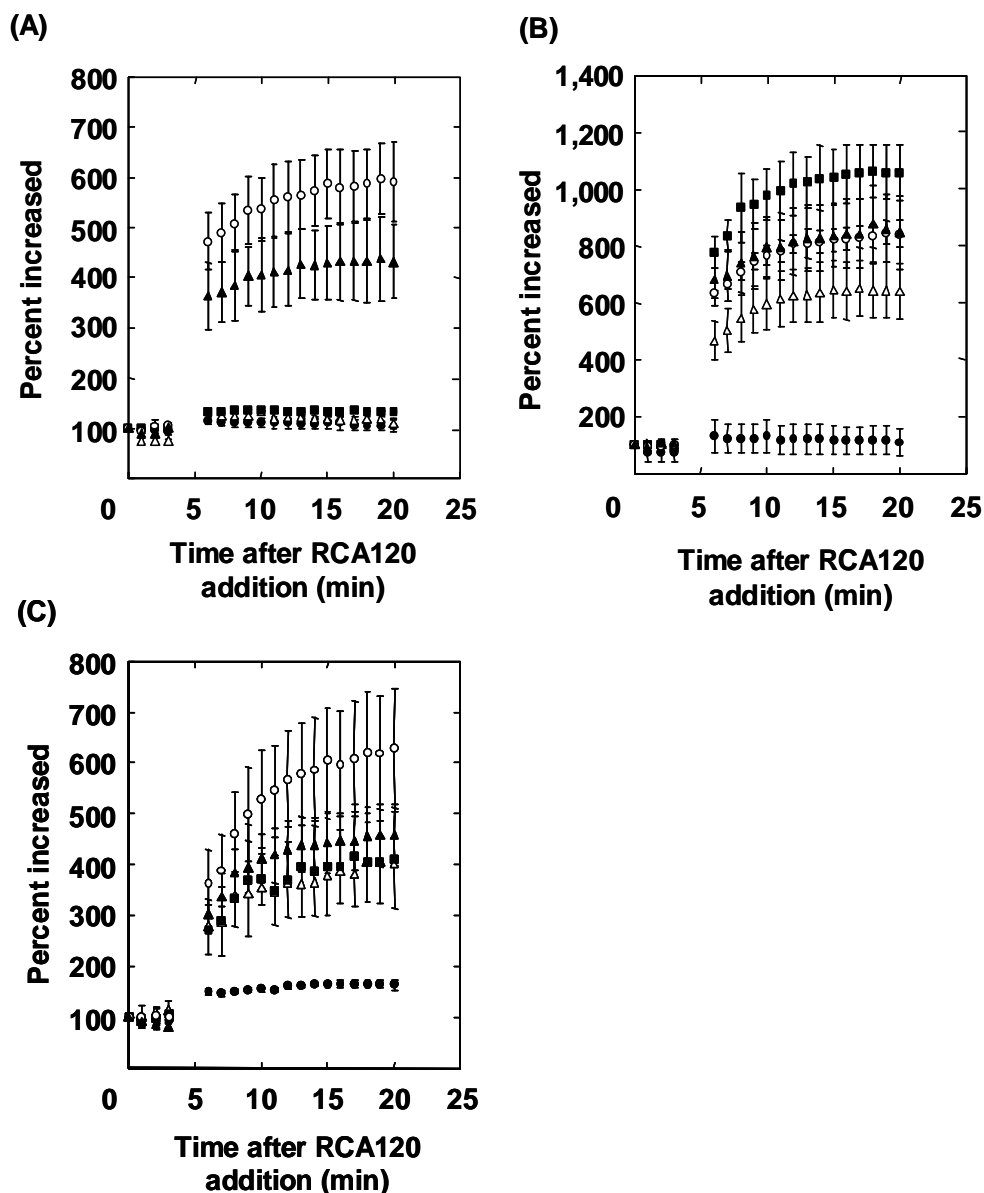 (A)
800
700
600
500
400
300
200
100
0 5 10 15 20 25
Percent increased
Time after RCA120
addition (min)
(B)
1,400
1,200
1,000
800
600
400
200
0 5 10 15 20 25
Percent increased
Time after RCA120
addition (min)
(C)
800
700
600
500
400
300
200
100
0 5 10 15 20 25
Percent increased
Time after RCA120
addition (min)